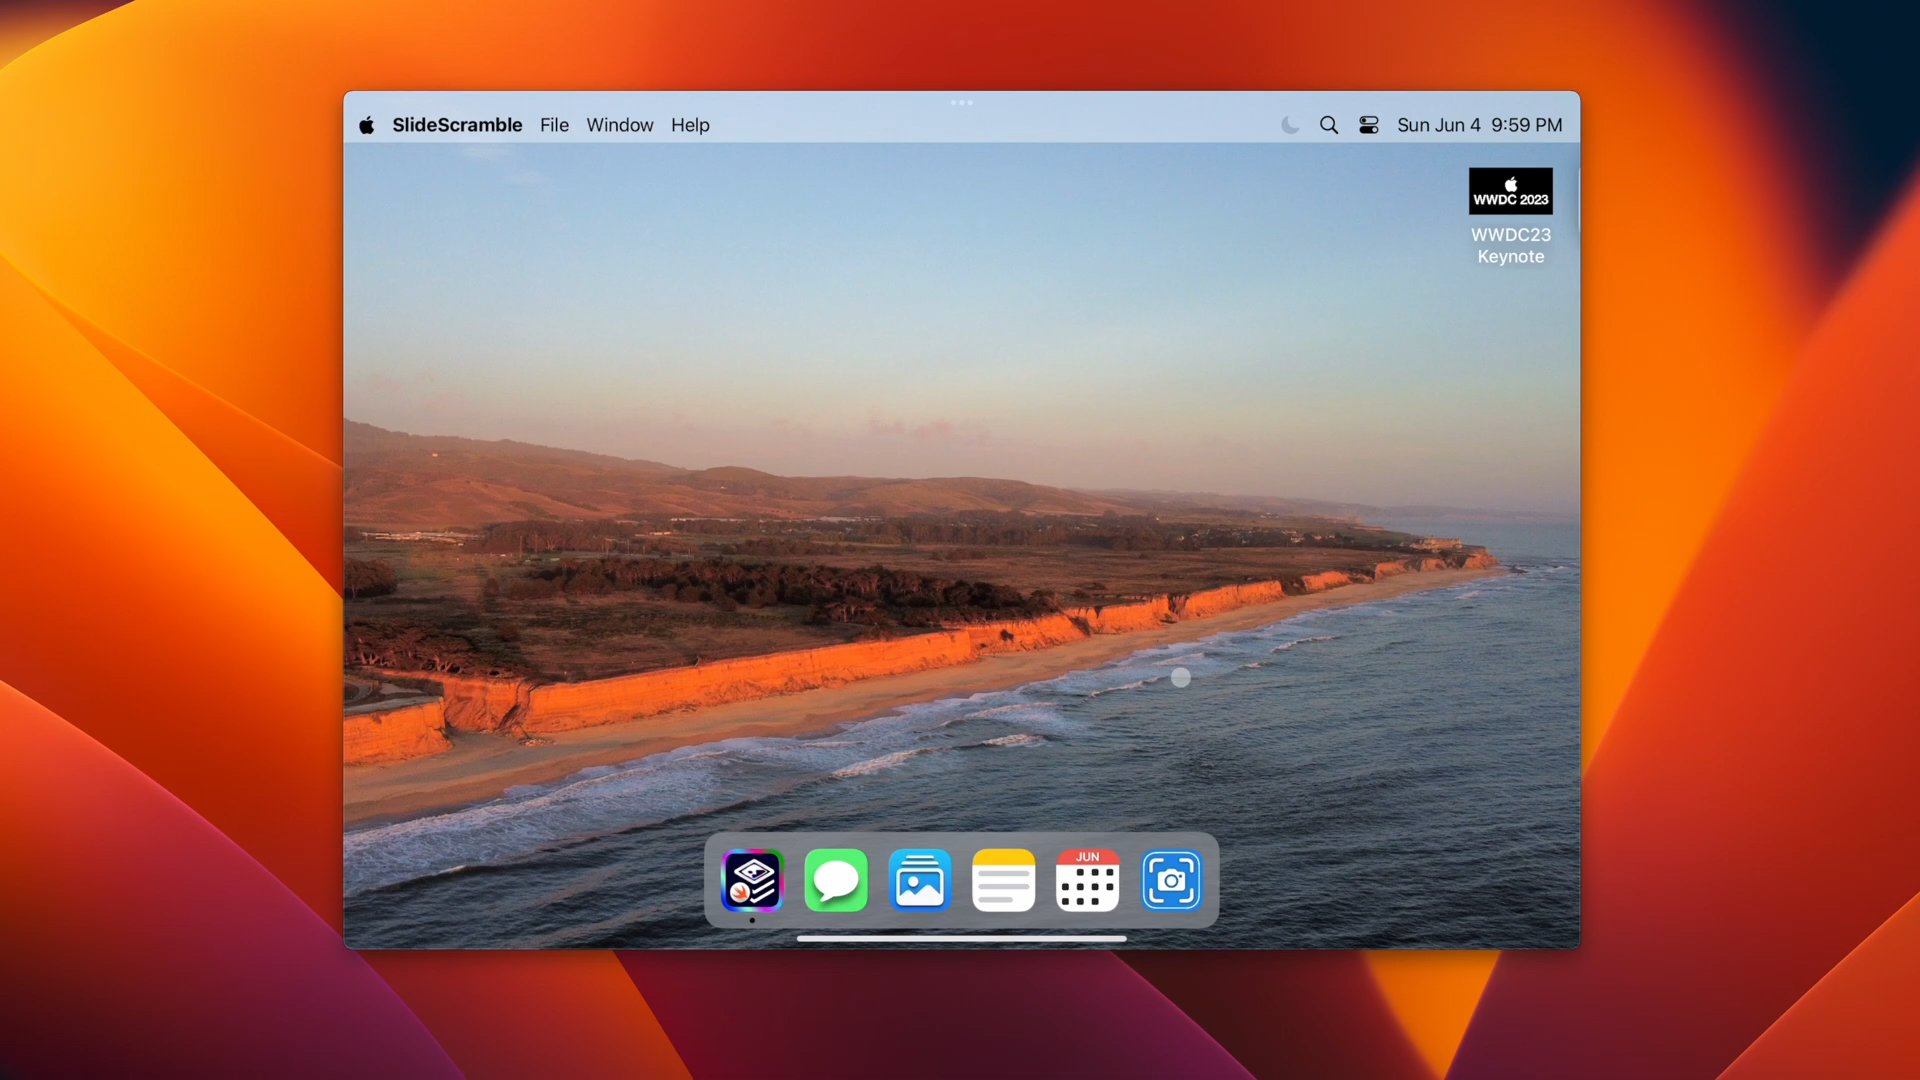 SlideScramble File Window Help
Sun Jun 4 9:59 PM
WWDC 2023
WWDC23
Keynote
JUN